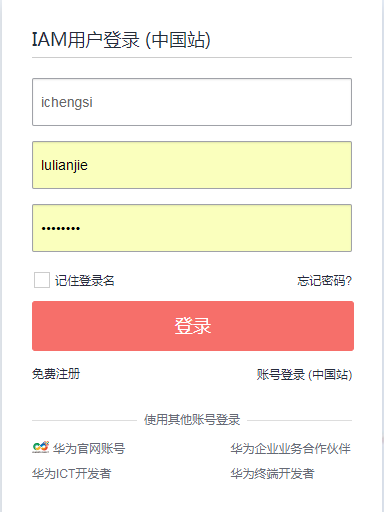 IAM用户登录 (中国站)
ichengsi
lulianjie
••••••••
记住登录名 忘记密码?
登录
免费注册 账号登录 (中国站)
使用其他账号登录
华为官网账号 华为企业业务合作伙伴
华为ICT开发者 华为终端开发者